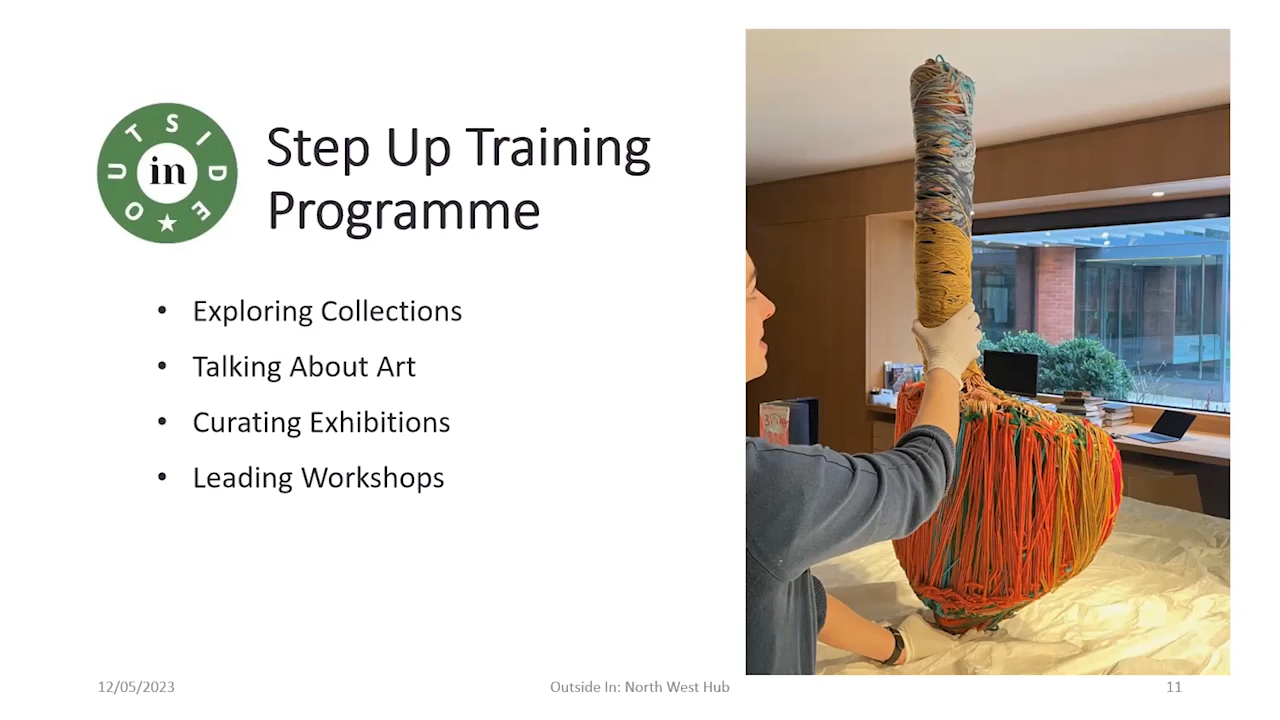 OUTSIDE
in
Step Up Training
Programme
• Exploring Collections
• Talking About Art
• Curating Exhibitions
• Leading Workshops
12/05/2023
Outside In: North West Hub
11